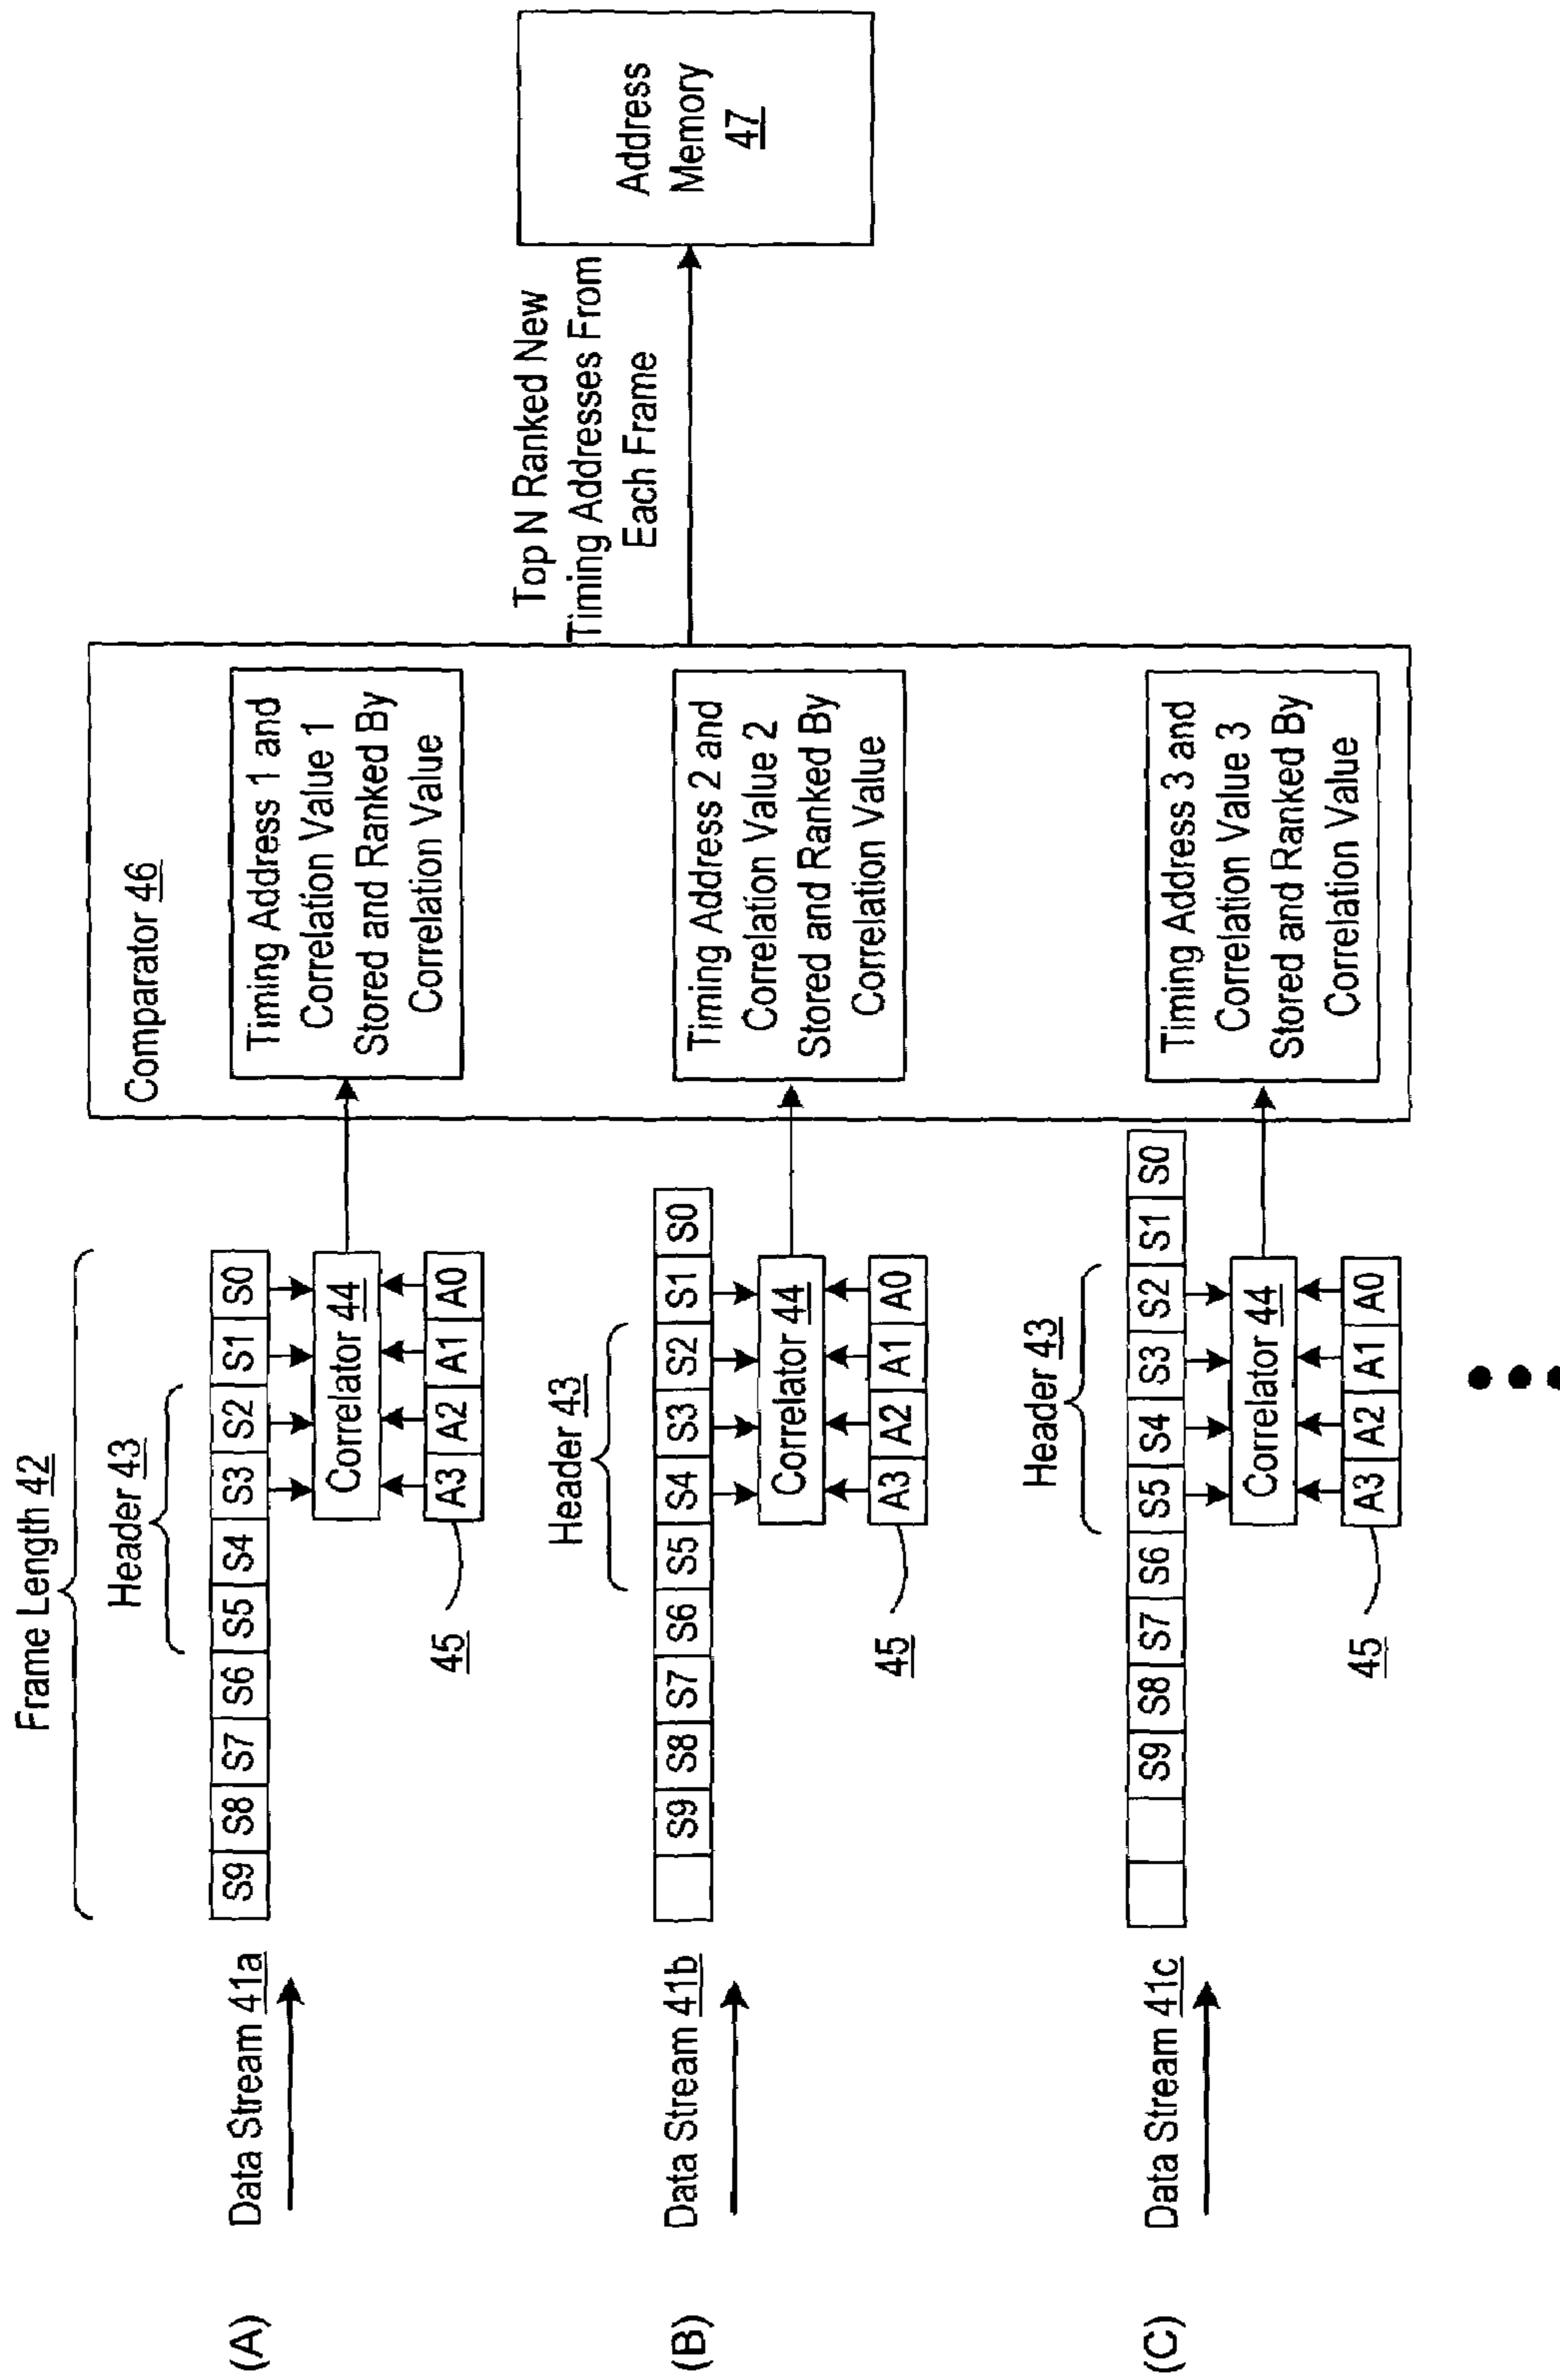 Frame Length 42
Header 43
(A)
Data Stream 41a
S9 S8 S7 S6 S5 S4 S3 S2 S1 S0
Correlator 44
A3 A2 A1 A0
45
Comparator 46
Timing Address 1 and
Correlation Value 1
Stored and Ranked By
Correlation Value
Header 43
(B)
Data Stream 41b
S9 S8 S7 S6 S5 S4 S3 S2 S1 S0
Correlator 44
A3 A2 A1 A0
45
Timing Address 2 and
Correlation Value 2
Stored and Ranked By
Correlation Value
Top N Ranked New
Timing Addresses From
Each Frame
Address
Memory
47
Header 43
(C)
Data Stream 41c
S9 S8 S7 S6 S5 S4 S3 S2 S1 S0
Correlator 44
A3 A2 A1 A0
45
Timing Address 3 and
Correlation Value 3
Stored and Ranked By
Correlation Value